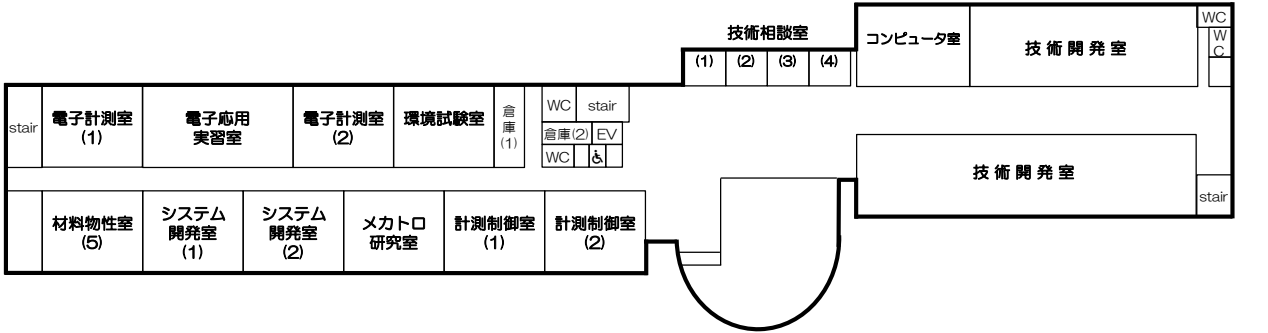 技術相談室
(1)
(2)
(3)
(4)
コンピュータ室
技術開発室
WC
W
C
stair
電子計測室
(1)
電子応用
実習室
電子計測室
(2)
環境試験室
倉
庫
(1)
WC
stair
倉庫(2)
EV
WC
技術開発室
stair
材料物性室
(5)
システム
開発室
(1)
システム
開発室
(2)
メカトロ
研究室
計測制御室
(1)
計測制御室
(2)